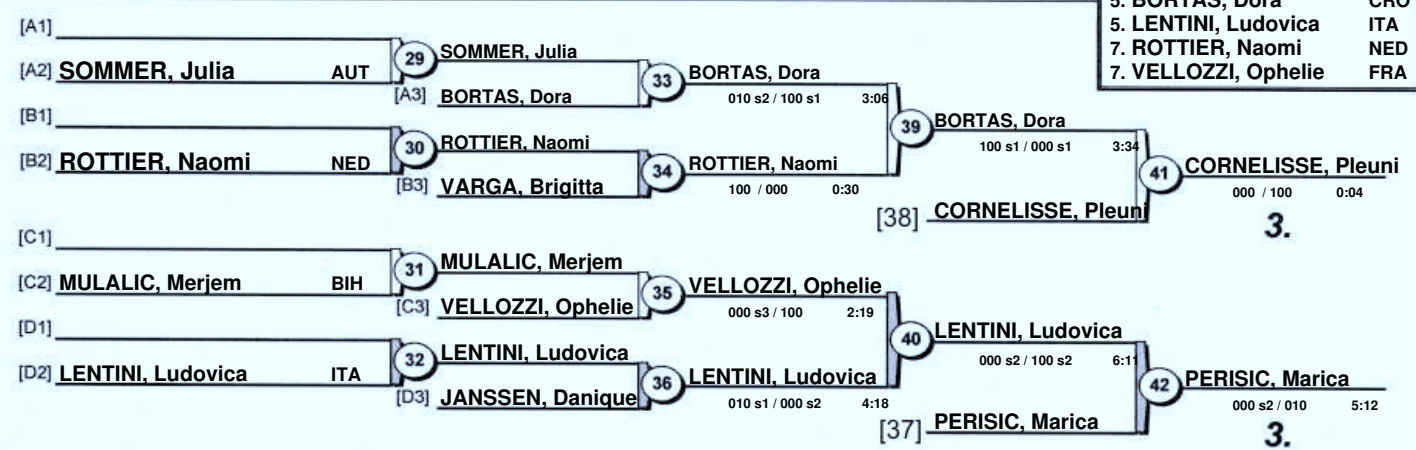 5. BORTAS, Dora CRO
5. LENTINI, Ludovica ITA
7. ROTTIER, Naomi NED
7. VELLOZZI, Ophelie FRA
[A1]
[A2] SOMMER, Julia AUT
29
SOMMER, Julia
[A3] BORTAS, Dora
33
BORTAS, Dora
010 s2 / 100 s1 3:06
[B1]
[B2] ROTTIER, Naomi NED
30
ROTTIER, Naomi
[B3] VARGA, Brigitta
34
ROTTIER, Naomi
100 / 000 0:30
39
BORTAS, Dora
100 s1 / 000 s1 3:34
[38] CORNELISSE, Pleuni
41
CORNELISSE, Pleuni
000 / 100 0:04
3.
[C1]
[C2] MULALIC, Merjem BIH
31
MULALIC, Merjem
[C3] VELLOZZI, Ophelie
35
VELLOZZI, Ophelie
000 s3 / 100 2:19
[D1]
[D2] LENTINI, Ludovica ITA
32
LENTINI, Ludovica
[D3] JANSSEN, Danique
36
LENTINI, Ludovica
010 s1 / 000 s2 4:18
40
LENTINI, Ludovica
000 s2 / 100 s2 6:11
[37] PERISIC, Marica
42
PERISIC, Marica
000 s2 / 010 5:12
3.